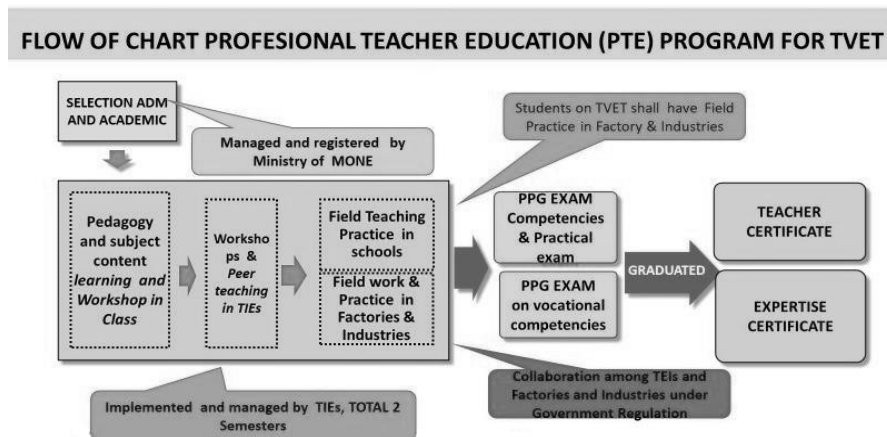 FLOW OF CHART PROFESIONAL TEACHER EDUCATION (PTE) PROGRAM FOR TVET
SELECTION ADM
AND ACADEMIC
Managed and registered by
Ministry of MONE
Students on TVET shall have Field
Practice in Factory & Industries
Pedagogy
and subject
content
learning and
Workshop in
Class
Worksho
ps & Peer
teaching
in TIEs
Field Teaching
Practice in
schools
Field work &
Practice in
Factories &
Industries
PPG EXAM
Competencies
& Practical
exam
PPG EXAM
on vocational
competencies
GRADUATED
TEACHER
CERTIFICATE
EXPERTISE
CERTIFICATE
Implemented and managed by TIEs, TOTAL 2
Semesters
Collaboration among TEIs and
Factories and Industries under
Government Regulation